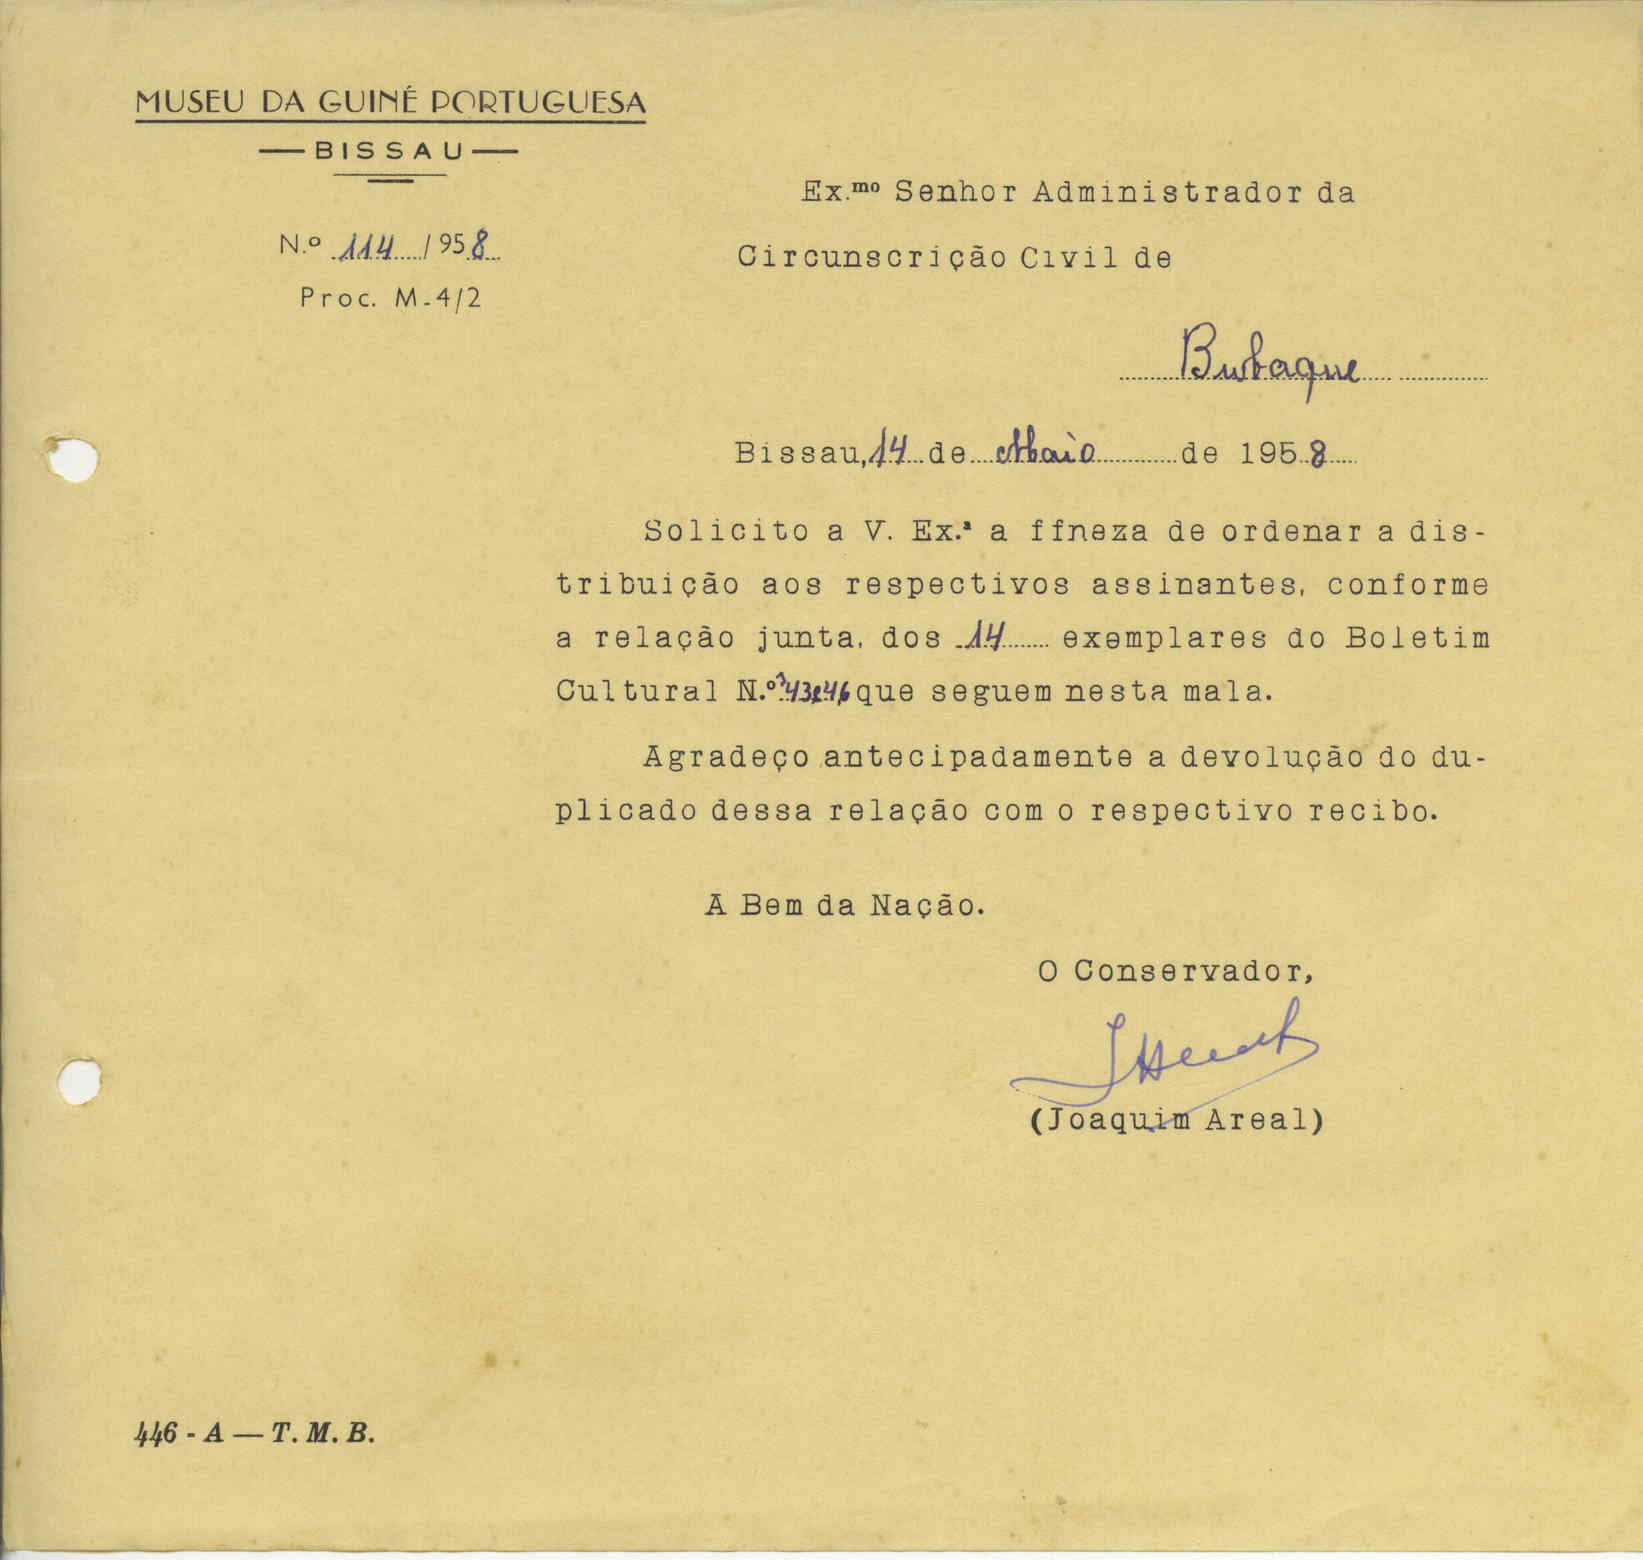 MUSEU DA GUINÉ PORTUGUESA
— BISSAU —
N.º 114 / 958
Proc. M-4/2
Ex.mo Senhor Administrador da
Circunscrição Civil de
Bubaque
Bissau, 14 de Maio de 1958
Solicito a V. Ex.ª a ffneza de ordenar a dis-
tribuição aos respectivos assinantes, conforme
a relação junta, dos 14 exemplares do Boletim
Cultural N.os 43e46 que seguem nesta mala.
Agradeço antecipadamente a devolução do du-
plicado dessa relação com o respectivo recibo.
A Bem da Nação.
O Conservador,
(Joaquim Areal)
446 - A — T. M. B.